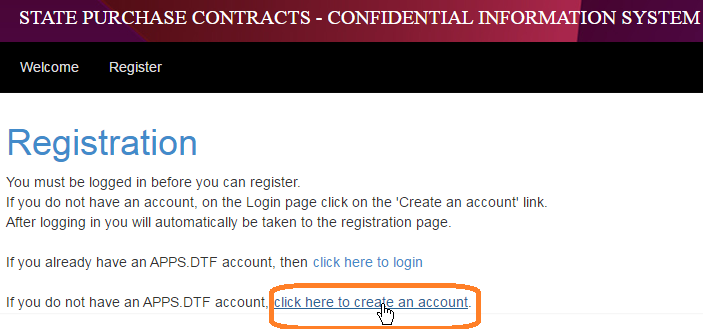 STATE PURCHASE CONTRACTS - CONFIDENTIAL INFORMATION SYSTEM
Welcome Register
Registration
You must be logged in before you can register.
If you do not have an account, on the Login page click on the 'Create an account' link.
After logging in you will automatically be taken to the registration page.
If you already have an APPS.DTF account, then click here to login
If you do not have an APPS.DTF account, click here to create an account.